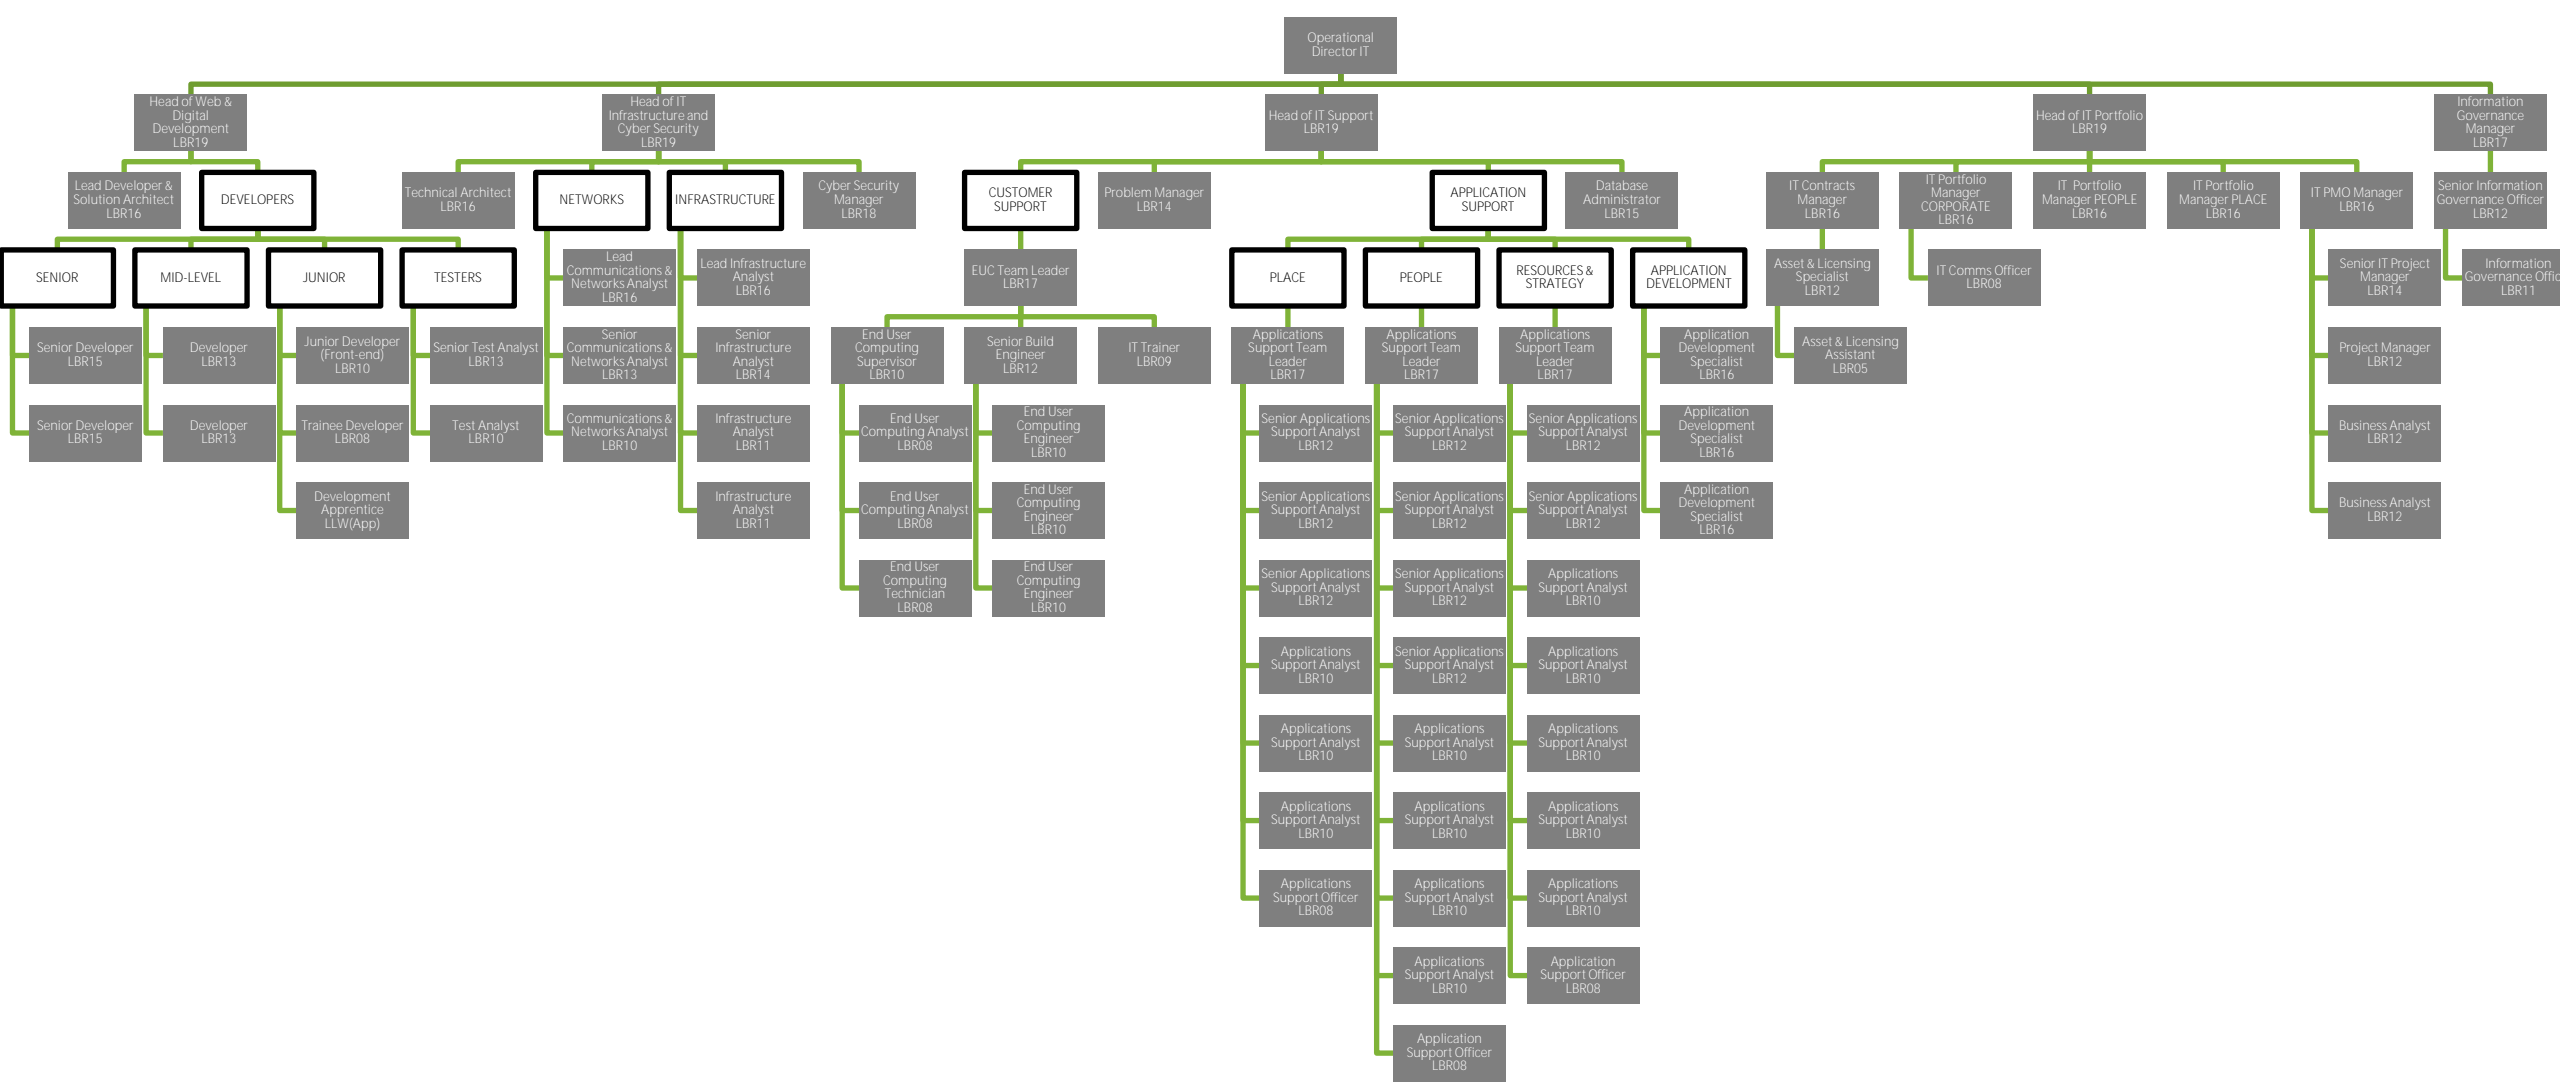 Operational
Director IT
Head of Web &
Digital
Development
LBR19
Head of IT
Infrastructure and
Cyber Security
LBR19
Head of IT Support
LBR19
Head of IT Portfolio
LBR19
Information
Governance
Manager
LBR17
Lead Developer &
Solution Architect
LBR16
DEVELOPERS
Technical Architect
LBR16
NETWORKS
INFRASTRUCTURE
Cyber Security
Manager
LBR18
CUSTOMER
SUPPORT
Problem Manager
LBR14
APPLICATION
SUPPORT
Database
Administrator
LBR15
IT Contracts
Manager
LBR16
IT Portfolio
Manager
CORPORATE
LBR16
IT Portfolio
Manager PEOPLE
LBR16
IT Portfolio
Manager PLACE
LBR16
IT PMO Manager
LBR16
Senior Information
Governance Officer
LBR12
SENIOR
MID-LEVEL
JUNIOR
TESTERS
Lead
Communications &
Networks Analyst
LBR16
Lead Infrastructure
Analyst
LBR16
EUC Team Leader
LBR17
PLACE
PEOPLE
RESOURCES &
STRATEGY
APPLICATION
DEVELOPMENT
Asset & Licensing
Specialist
LBR12
IT Comms Officer
LBR08
Senior IT Project
Manager
LBR14
Information
Governance Offic
LBR11
Senior Developer
LBR15
Developer
LBR13
Junior Developer
(Front-end)
LBR10
Senior Test Analyst
LBR13
Senior
Communications &
Networks Analyst
LBR13
Senior
Infrastructure
Analyst
LBR14
End User
Computing
Supervisor
LBR10
Senior Build
Engineer
LBR12
IT Trainer
LBR09
Applications
Support Team
Leader
LBR17
Applications
Support Team
Leader
LBR17
Applications
Support Team
Leader
LBR17
Application
Development
Specialist
LBR16
Asset & Licensing
Assistant
LBR05
Project Manager
LBR12
Senior Developer
LBR15
Developer
LBR13
Trainee Developer
LBR08
Test Analyst
LBR10
Communications &
Networks Analyst
LBR10
Infrastructure
Analyst
LBR11
End User
Computing Analyst
LBR08
End User
Computing
Engineer
LBR10
Senior Applications
Support Analyst
LBR12
Senior Applications
Support Analyst
LBR12
Senior Applications
Support Analyst
LBR12
Application
Development
Specialist
LBR16
Business Analyst
LBR12
Development
Apprentice
LLW(App)
Infrastructure
Analyst
LBR11
End User
Computing Analyst
LBR08
End User
Computing
Engineer
LBR10
Senior Applications
Support Analyst
LBR12
Senior Applications
Support Analyst
LBR12
Senior Applications
Support Analyst
LBR12
Application
Development
Specialist
LBR16
Business Analyst
LBR12
End User
Computing
Technician
LBR08
End User
Computing
Engineer
LBR10
Senior Applications
Support Analyst
LBR12
Senior Applications
Support Analyst
LBR12
Applications
Support Analyst
LBR10
Applications
Support Analyst
LBR10
Senior Applications
Support Analyst
LBR12
Applications
Support Analyst
LBR10
Applications
Support Analyst
LBR10
Applications
Support Analyst
LBR10
Applications
Support Analyst
LBR10
Applications
Support Analyst
LBR10
Applications
Support Analyst
LBR10
Applications
Support Analyst
LBR10
Applications
Support Officer
LBR08
Applications
Support Analyst
LBR10
Applications
Support Analyst
LBR10
Applications
Support Analyst
LBR10
Application
Support Officer
LBR08
Application
Support Officer
LBR08